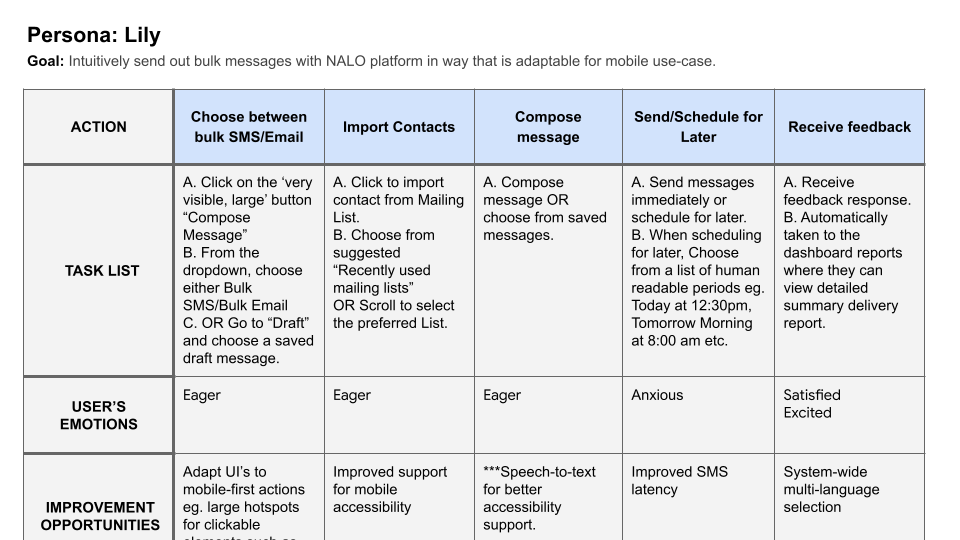 Persona: Lily
Goal: Intuitively send out bulk messages with NALO platform in way that is adaptable for mobile use-case.
ACTION
Choose between
bulk SMS/Email
Import Contacts
Compose
message
Send/Schedule for
Later
Receive feedback
TASK LIST
A. Click on the ‘very
visible, large’ button
“Compose
Message”
B. From the
dropdown, choose
either Bulk
SMS/Bulk Email
C. OR Go to “Draft”
and choose a saved
draft message.
A. Click to import
contact from Mailing
List.
B. Choose from
suggested
“Recently used
mailing lists”
OR Scroll to select
the preferred List.
A. Compose
message OR
choose from saved
messages.
A. Send messages
immediately or
schedule for later.
B. When scheduling
for later, Choose
from a list of human
readable periods eg.
Today at 12:30pm,
Tomorrow Morning
at 8:00 am etc.
A. Receive
feedback response.
B. Automatically
taken to the
dashboard reports
where they can
view detailed
summary delivery
report.
USER’S
EMOTIONS
Eager
Eager
Eager
Anxious
Satisfied
Excited
IMPROVEMENT
OPPORTUNITIES
Adapt UI’s to
mobile-first actions
eg. large hotspots
for clickable
elements such as
Improved support
for mobile
accessibility
***Speech-to-text
for better
accessibility
support.
Improved SMS
latency
System-wide
multi-language
selection